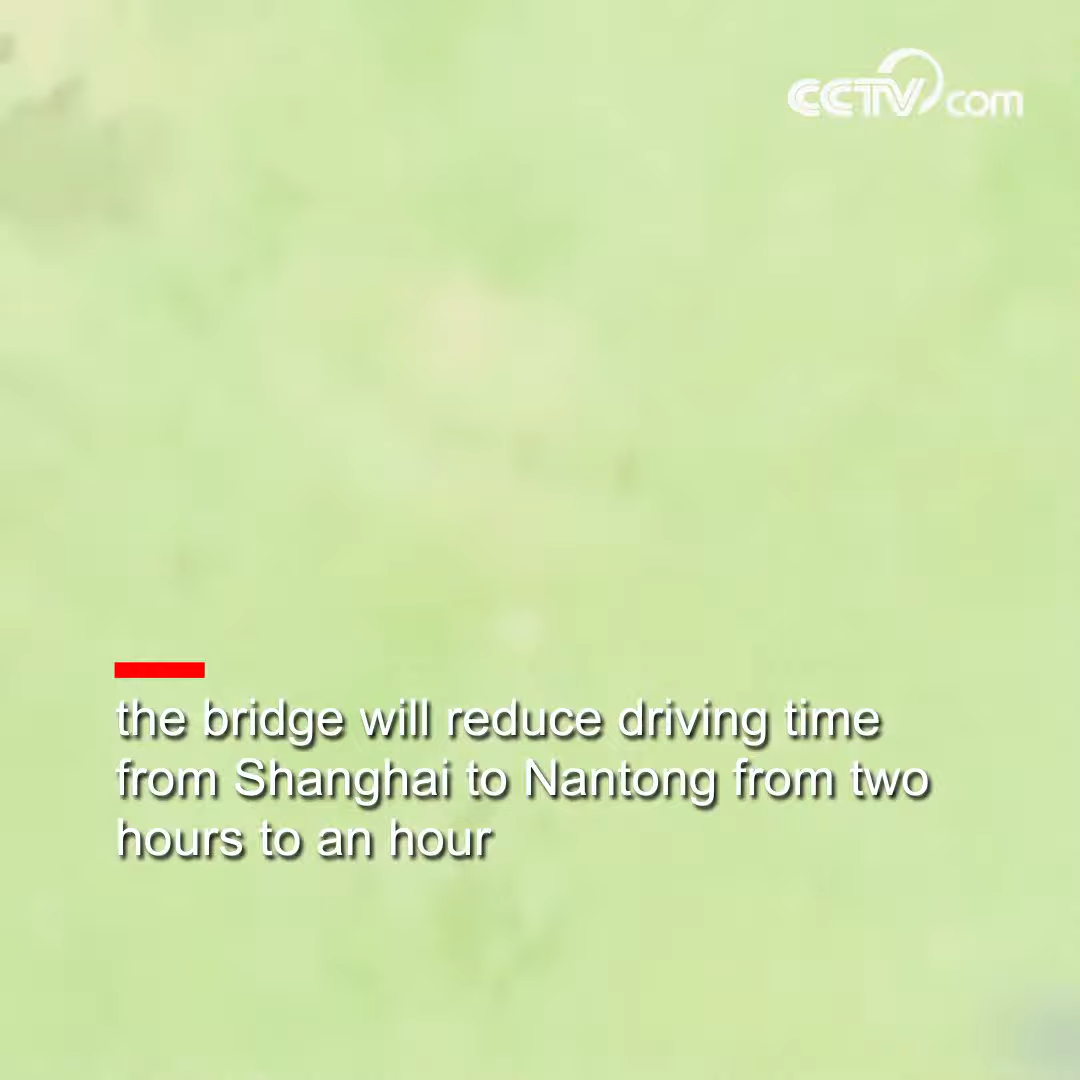 CCTV com
the bridge will reduce driving time
from Shanghai to Nantong from two
hours to an hour